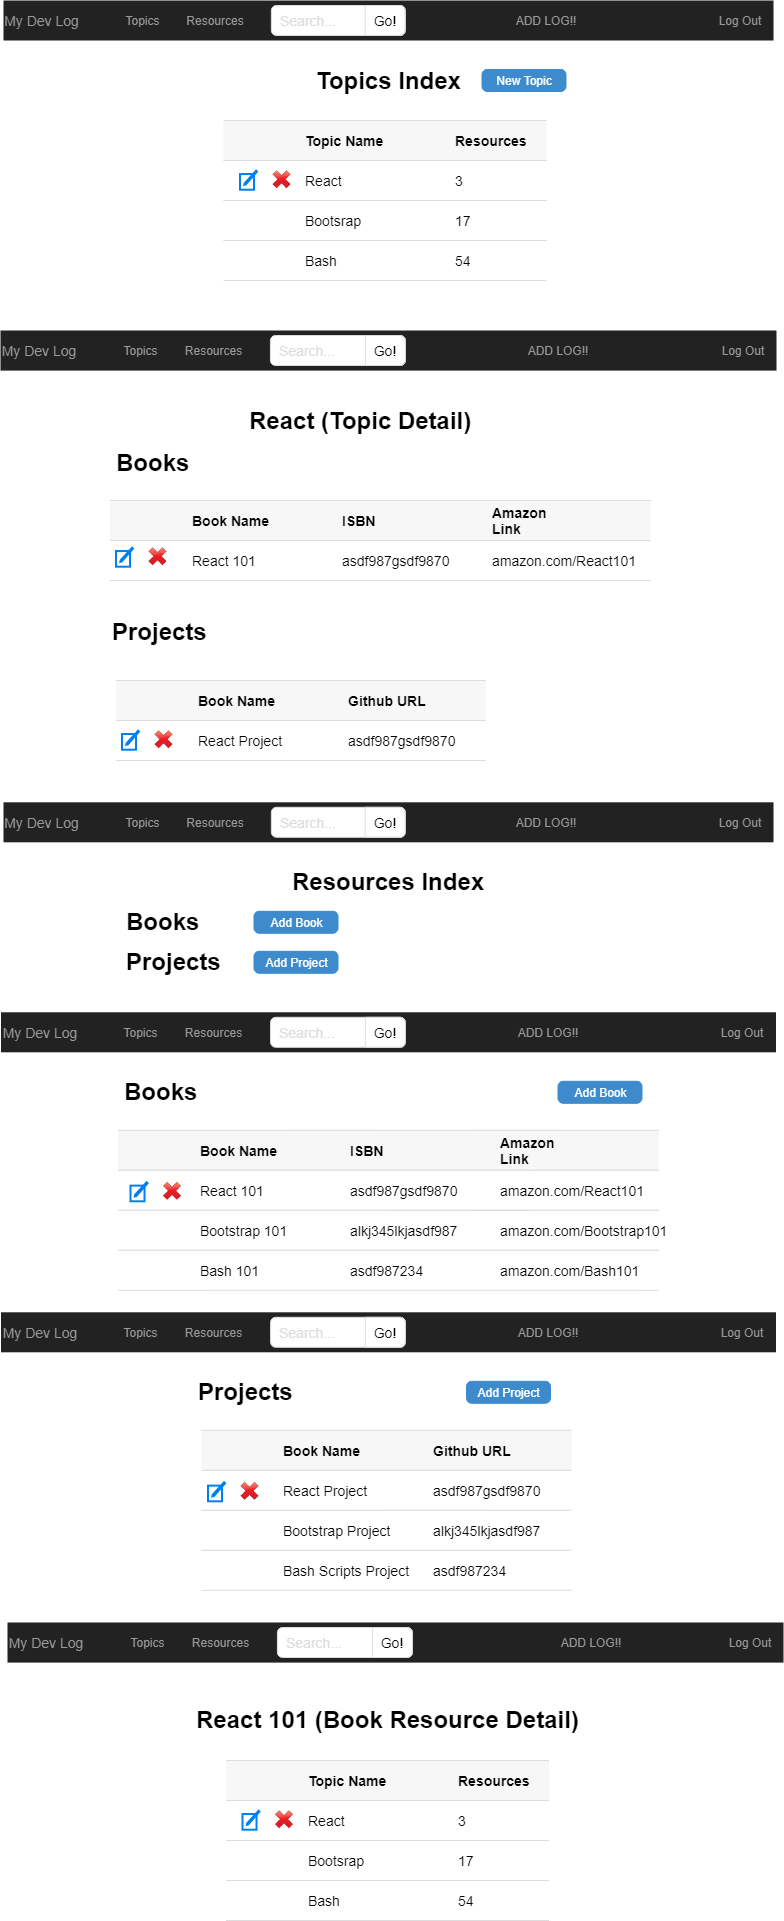 My Dev Log Topics Resources Search... Go! ADD LOG!! Log Out
Topics Index New Topic
Topic Name Resources
React 3
Bootsrap 17
Bash 54
My Dev Log Topics Resources Search... Go! ADD LOG!! Log Out
React (Topic Detail)
Books
Book Name ISBN Amazon
Link
React 101 asdf987gsdf9870 amazon.com/React101
Projects
Book Name Github URL
React Project asdf987gsdf9870
My Dev Log Topics Resources Search... Go! ADD LOG!! Log Out
Resources Index
Books Add Book
Projects Add Project
My Dev Log Topics Resources Search... Go! ADD LOG!! Log Out
Books Add Book
Book Name ISBN Amazon
Link
React 101 asdf987gsdf9870 amazon.com/React101
Bootstrap 101 alkj345lkjasdf987 amazon.com/Bootstrap101
Bash 101 asdf987234 amazon.com/Bash101
My Dev Log Topics Resources Search... Go! ADD LOG!! Log Out
Projects Add Project
Book Name Github URL
React Project asdf987gsdf9870
Bootstrap Project alkj345lkjasdf987
Bash Scripts Project asdf987234
My Dev Log Topics Resources Search... Go! ADD LOG!! Log Out
React 101 (Book Resource Detail)
Topic Name Resources
React 3
Bootsrap 17
Bash 54